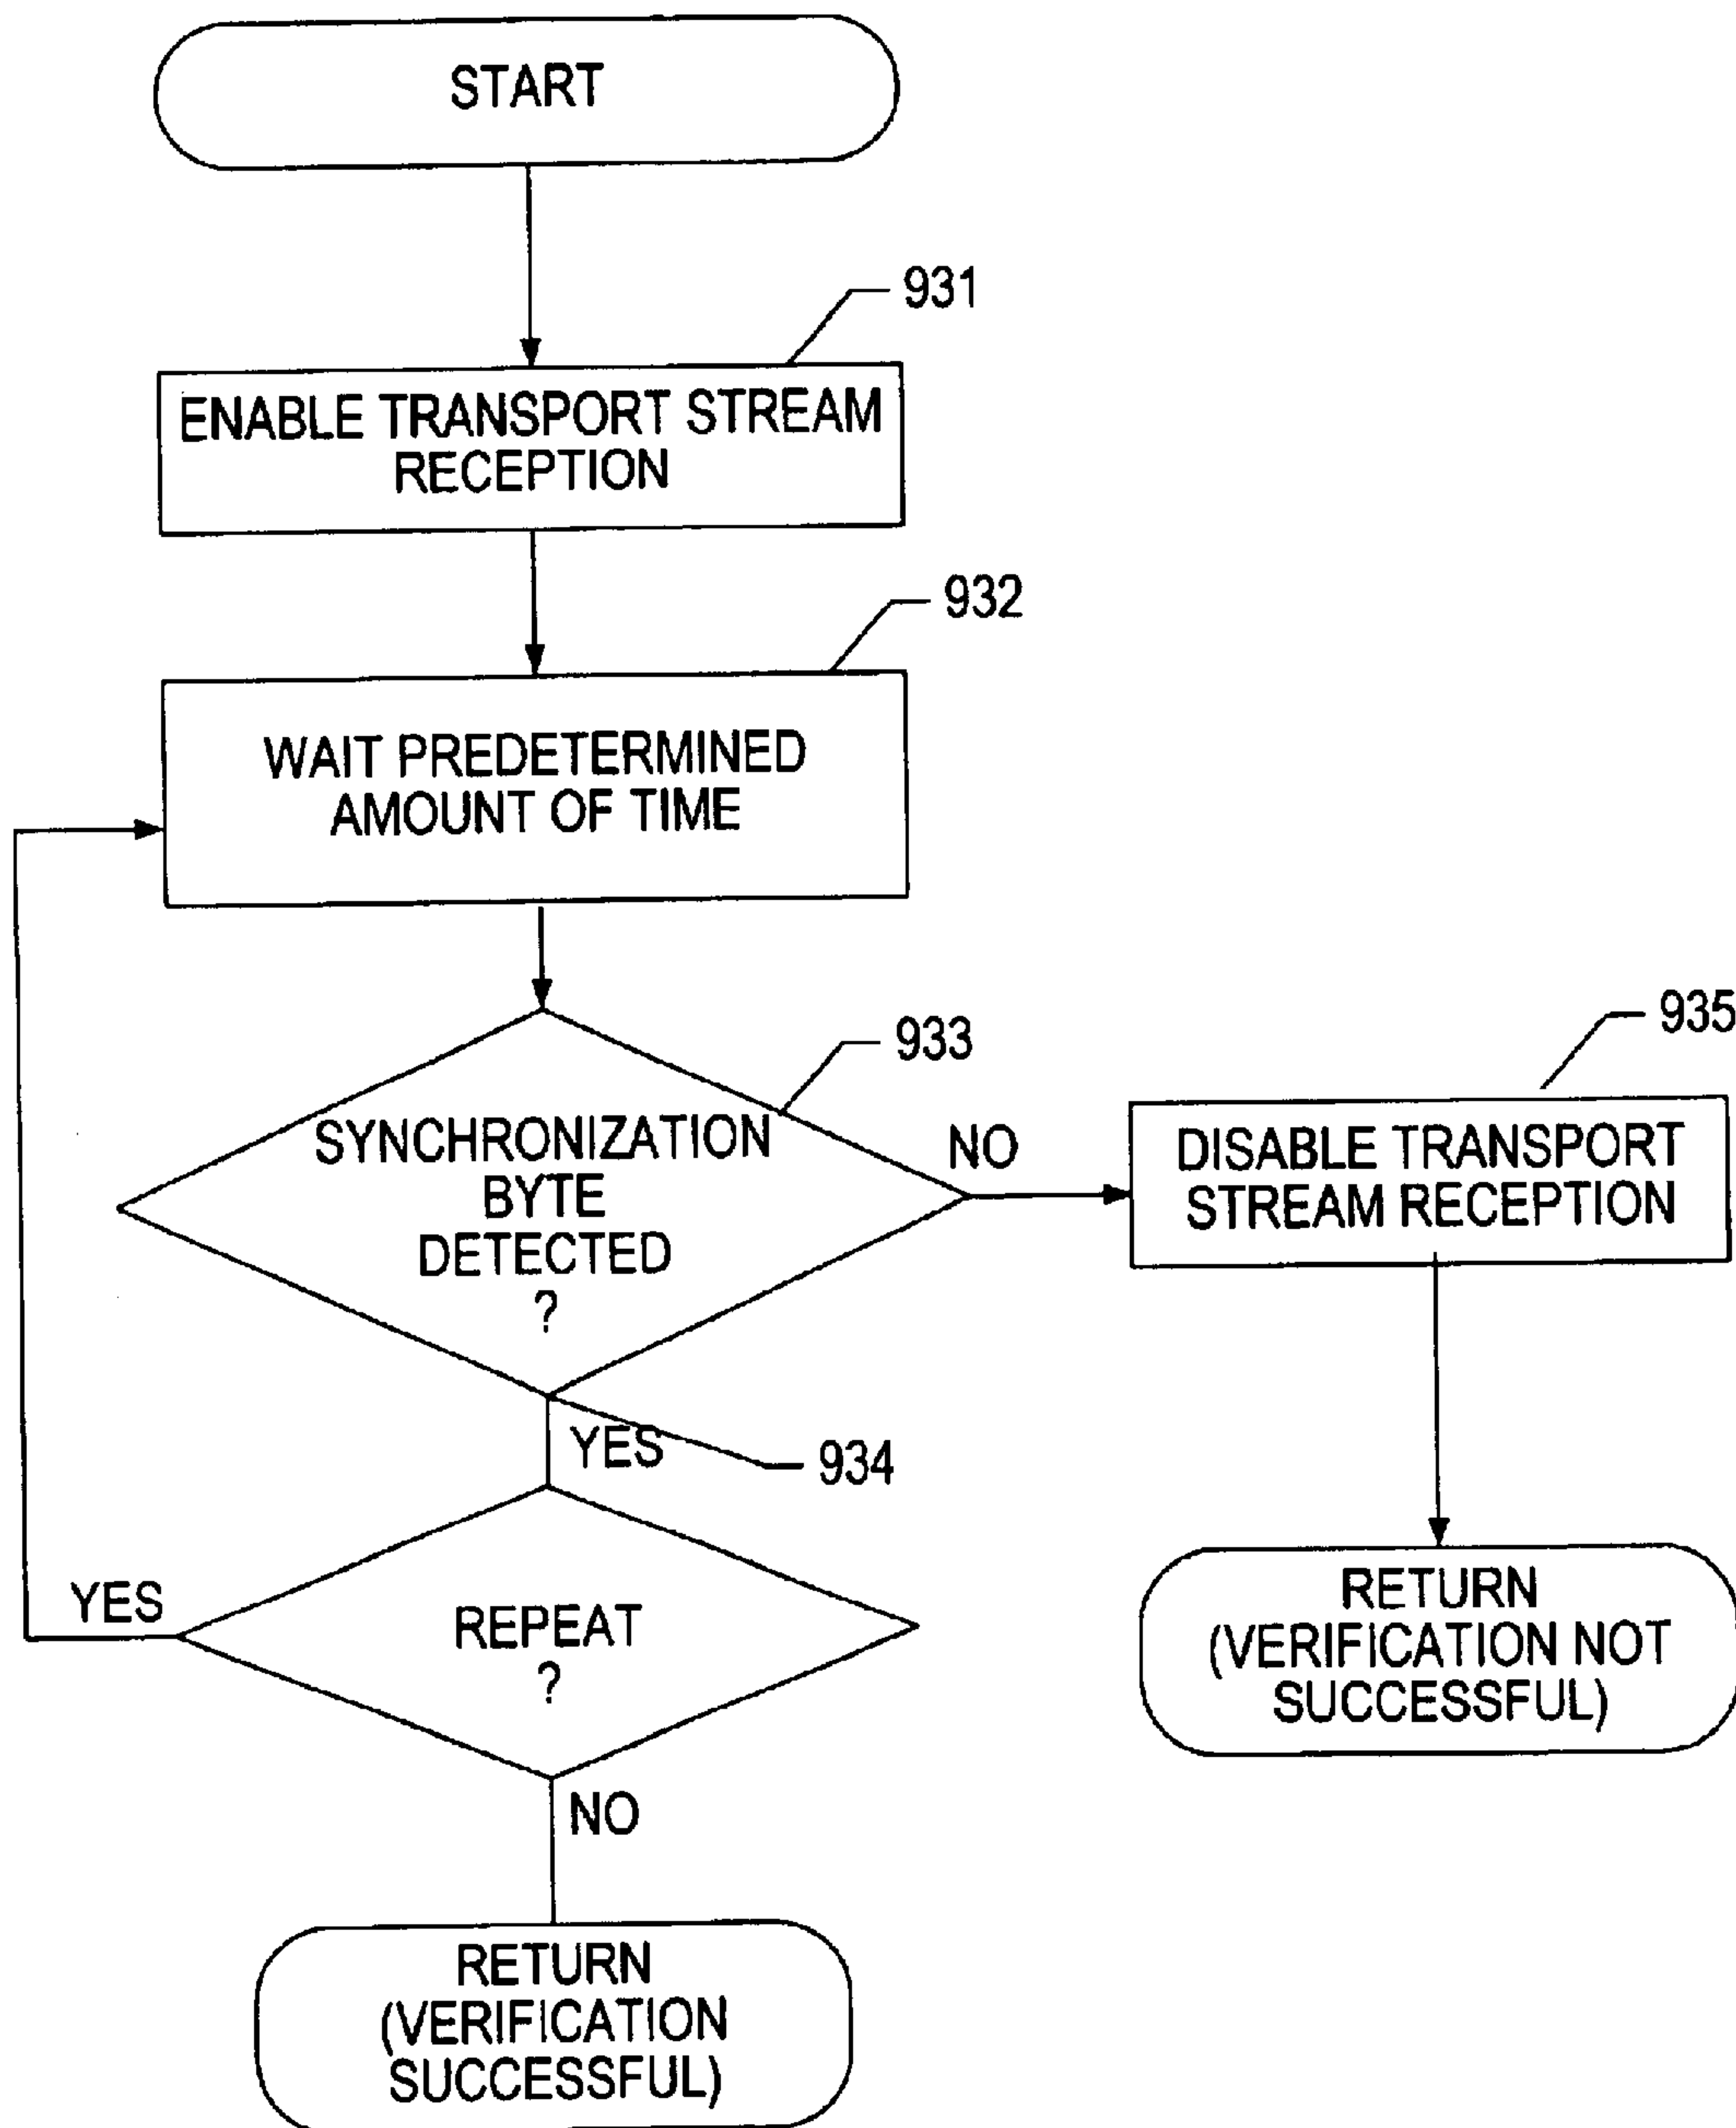 START
931
ENABLE TRANSPORT STREAM
RECEPTION
932
WAIT PREDETERMINED
AMOUNT OF TIME
933
SYNCHRONIZATION
BYTE
DETECTED
?
NO
935
DISABLE TRANSPORT
STREAM RECEPTION
YES
934
REPEAT
?
YES
NO
RETURN
(VERIFICATION NOT
SUCCESSFUL)
RETURN
(VERIFICATION
SUCCESSFUL)